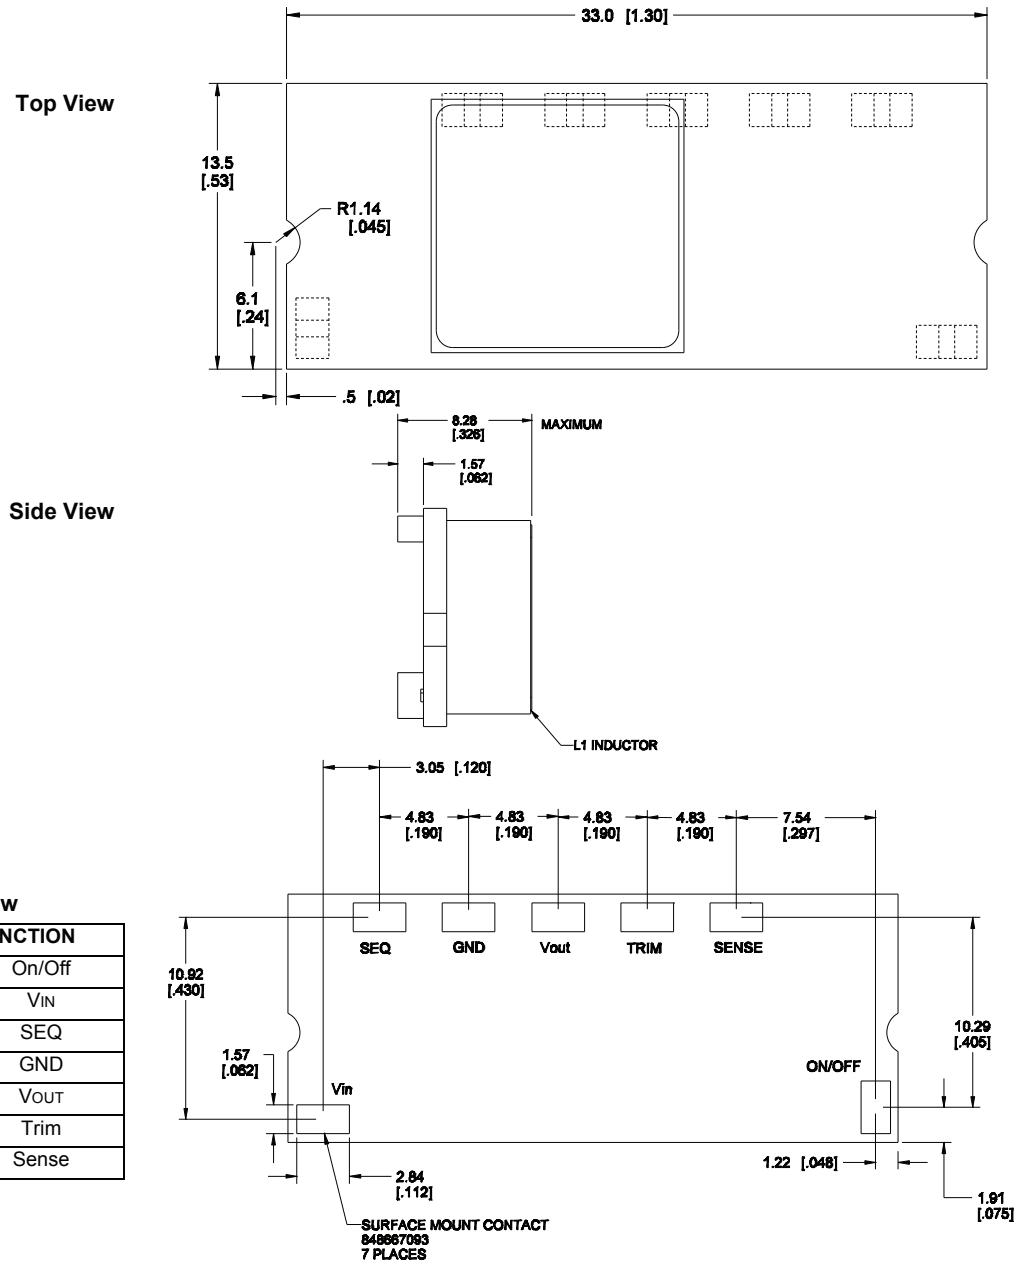 33.0 [1.30]
Top View
13.5
[.53]
R1.14
[.045]
6.1
[.24]
.5 [.02]
8.28
[.326]
MAXIMUM
1.57
[.062]
Side View
L1 INDUCTOR
3.05 [.120]
4.83
[.190]
4.83
[.190]
4.83
[.190]
4.83
[.190]
7.54
[.297]
w
NCTION
On/Off
VIN
SEQ
GND
VOUT
Trim
Sense
SEQ
GND
Vout
TRIM
SENSE
10.92
[.430]
10.29
[.405]
1.57
[.062]
Vin
ON/OFF
1.22 [.048]
2.84
[.112]
1.91
[.075]
SURFACE MOUNT CONTACT
848667093
7 PLACES